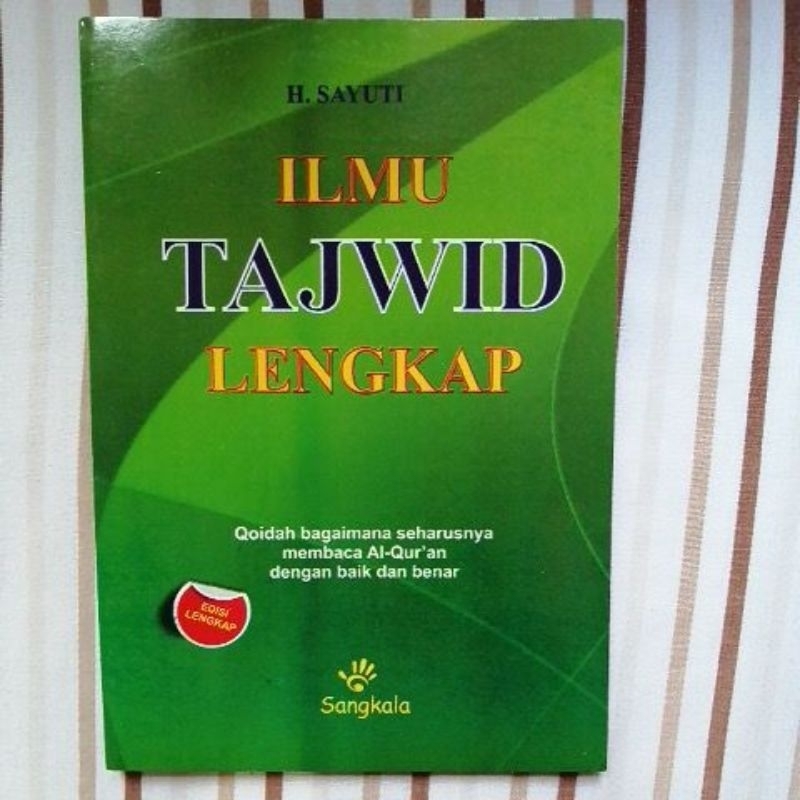 H. SAYUTI
ILMU
TAJWID
LENGKAP
Qoidah bagaimana seharusnya
membaca Al-Qur'an
dengan baik dan benar
EDISI
LENGKAP
Sangkala